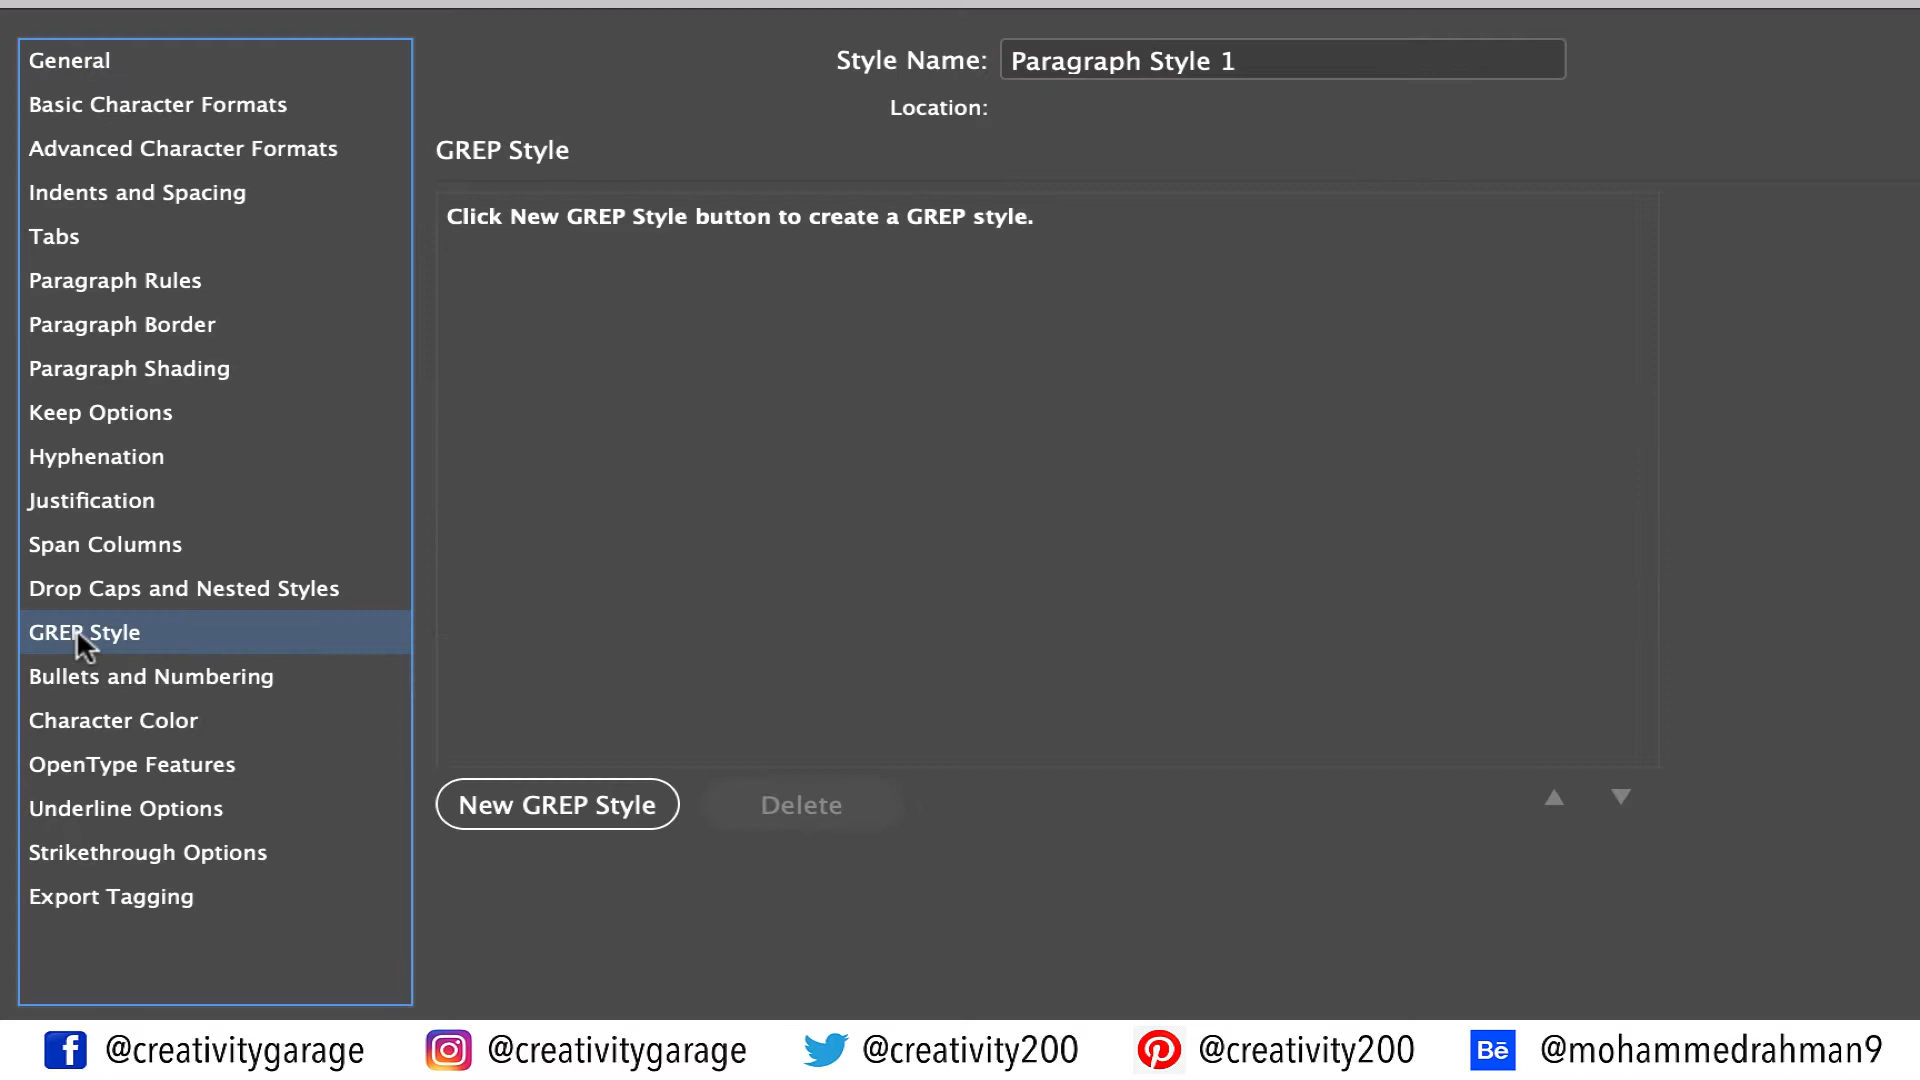 General
Basic Character Formats
Advanced Character Formats
Indents and Spacing
Tabs
Paragraph Rules
Paragraph Border
Paragraph Shading
Keep Options
Hyphenation
Justification
Span Columns
Drop Caps and Nested Styles
GREP Style
Bullets and Numbering
Character Color
OpenType Features
Underline Options
Strikethrough Options
Export Tagging
Style Name: Paragraph Style 1
Location:
GREP Style
Click New GREP Style button to create a GREP style.
New GREP Style Delete
f @creativitygarage @creativitygarage @creativity200 @creativity200 Bē @mohammedrahman9